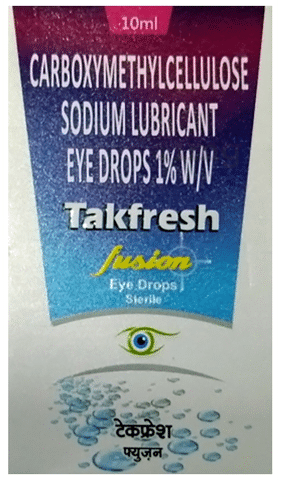 10ml
CARBOXYMETHYLCELLULOSE
SODIUM LUBRICANT
EYE DROPS 1% W/V
Takfresh
fusion
Eye Drops
Sterile
टेकफ्रेश
फ्युज़न